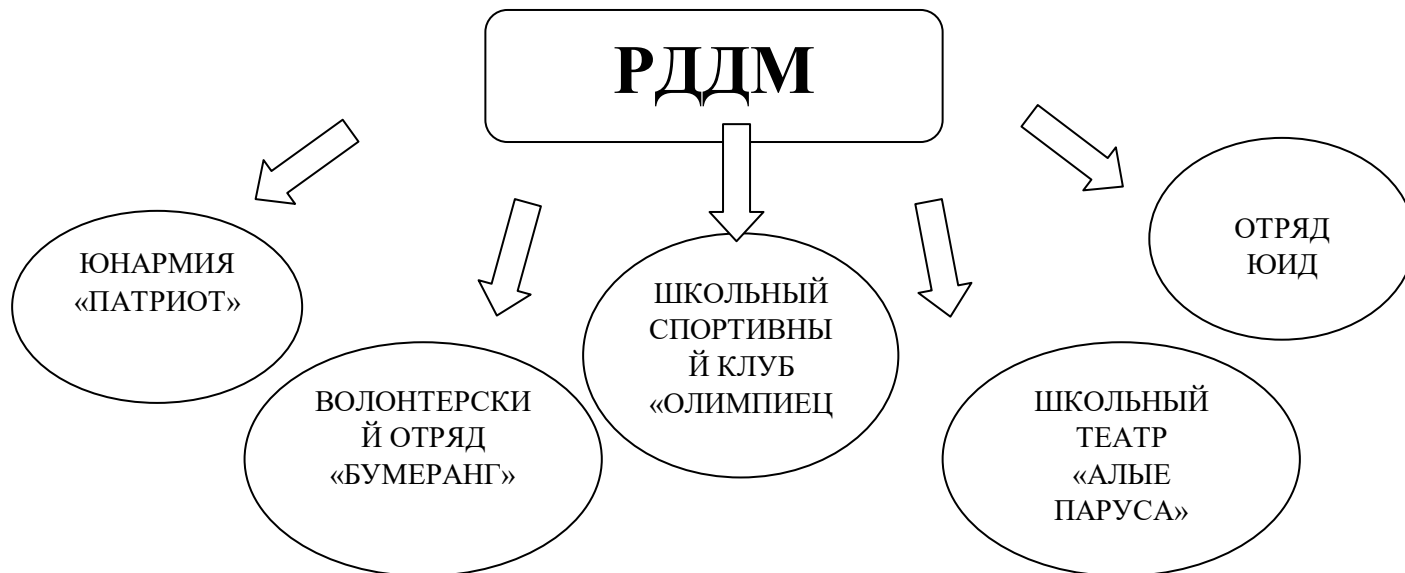 РДДМ
ЮНАРМИЯ
«ПАТРИОТ»
ВОЛОНТЕРСКИ
Й ОТРЯД
«БУМЕРАНГ»
ШКОЛЬНЫЙ
СПОРТИВНЫ
Й КЛУБ
«ОЛИМПИЕЦ
ШКОЛЬНЫЙ
ТЕАТР
«АЛЫЕ
ПАРУСА»
ОТРЯД
ЮИД